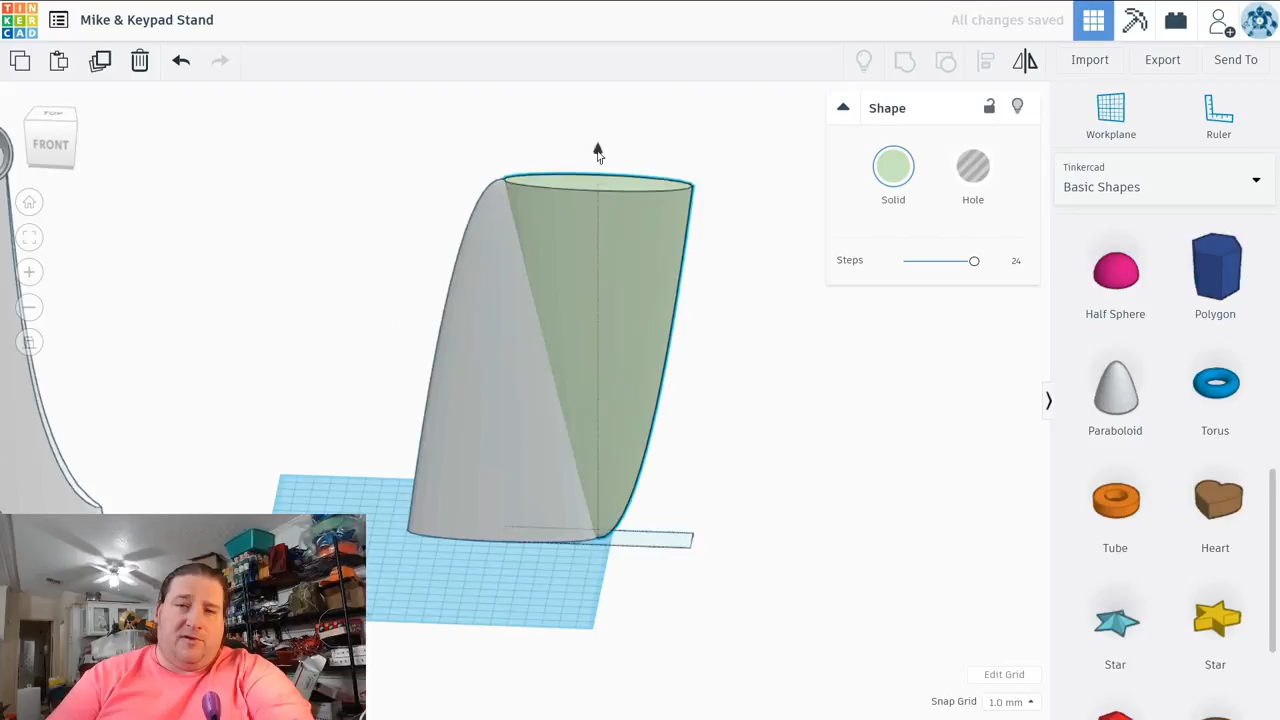 TIN
KER
CAD
Mike & Keypad Stand
All changes saved
Import
Export
Send To
TOP
FRONT
Shape
Solid
Hole
Steps
24
Workplane
Ruler
Tinkercad
Basic Shapes
Half Sphere
Polygon
Paraboloid
Torus
Tube
Heart
Star
Star
Edit Grid
Snap Grid
1.0 mm